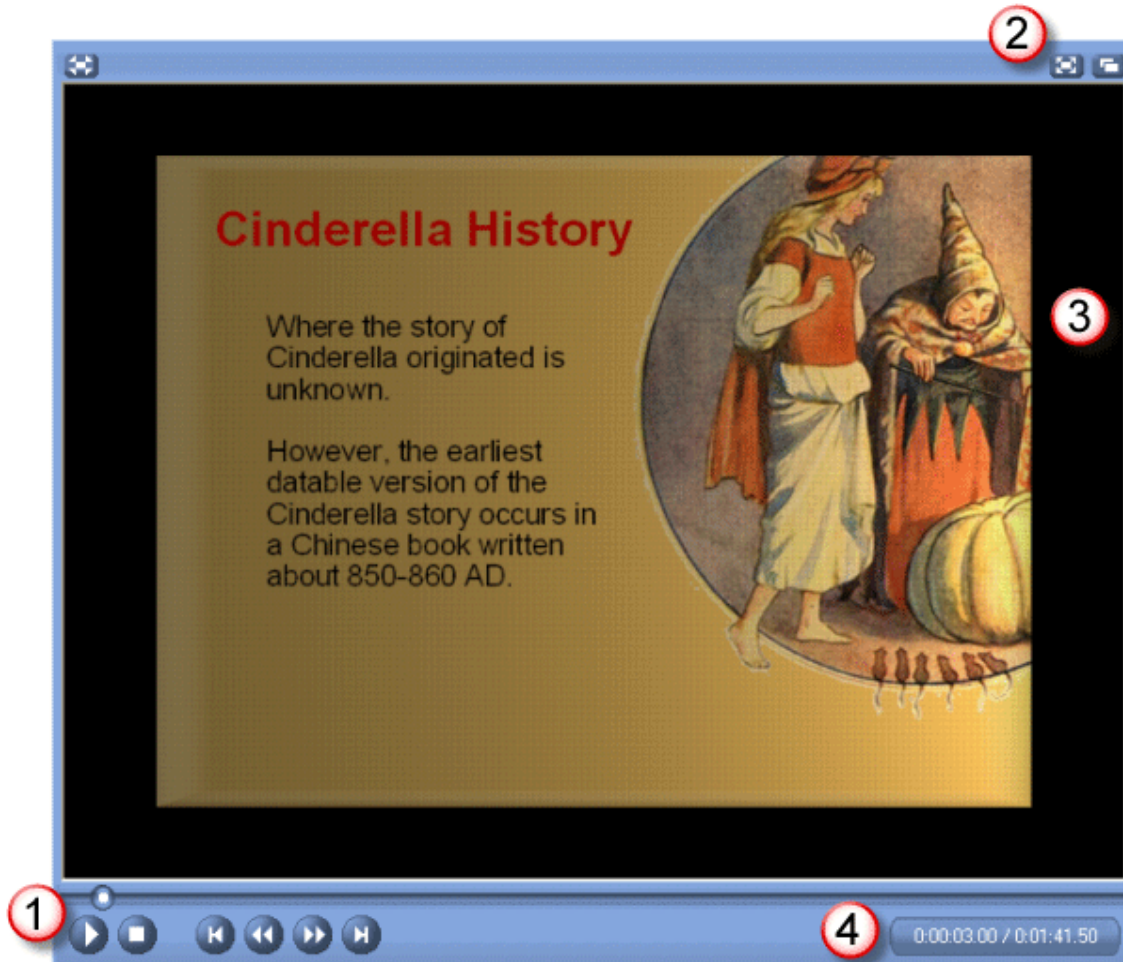 2
Cinderella History
Where the story of
Cinderella originated is
unknown.
3
However, the earliest
datable version of the
Cinderella story occurs in
a Chinese book written
about 850-860 AD.
1
4
0:00:03.00 / 0:01:41.50